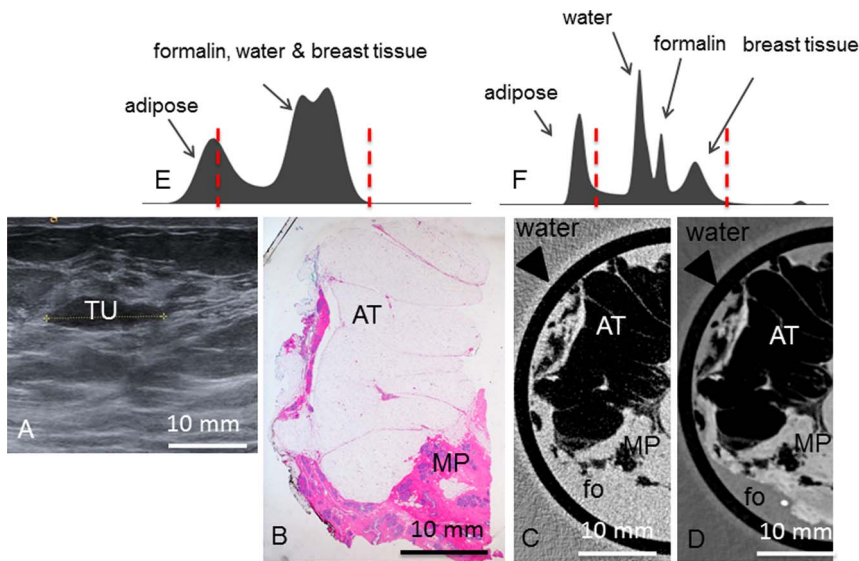 water
formalin
breast tissue
adipose
formalin, water & breast tissue
adipose
E
F
a
TU
A
10 mm
AT
MP
B
10 mm
water
AT
MP
fo
C
10 mm
water
AT
MP
fo
D
10 mm